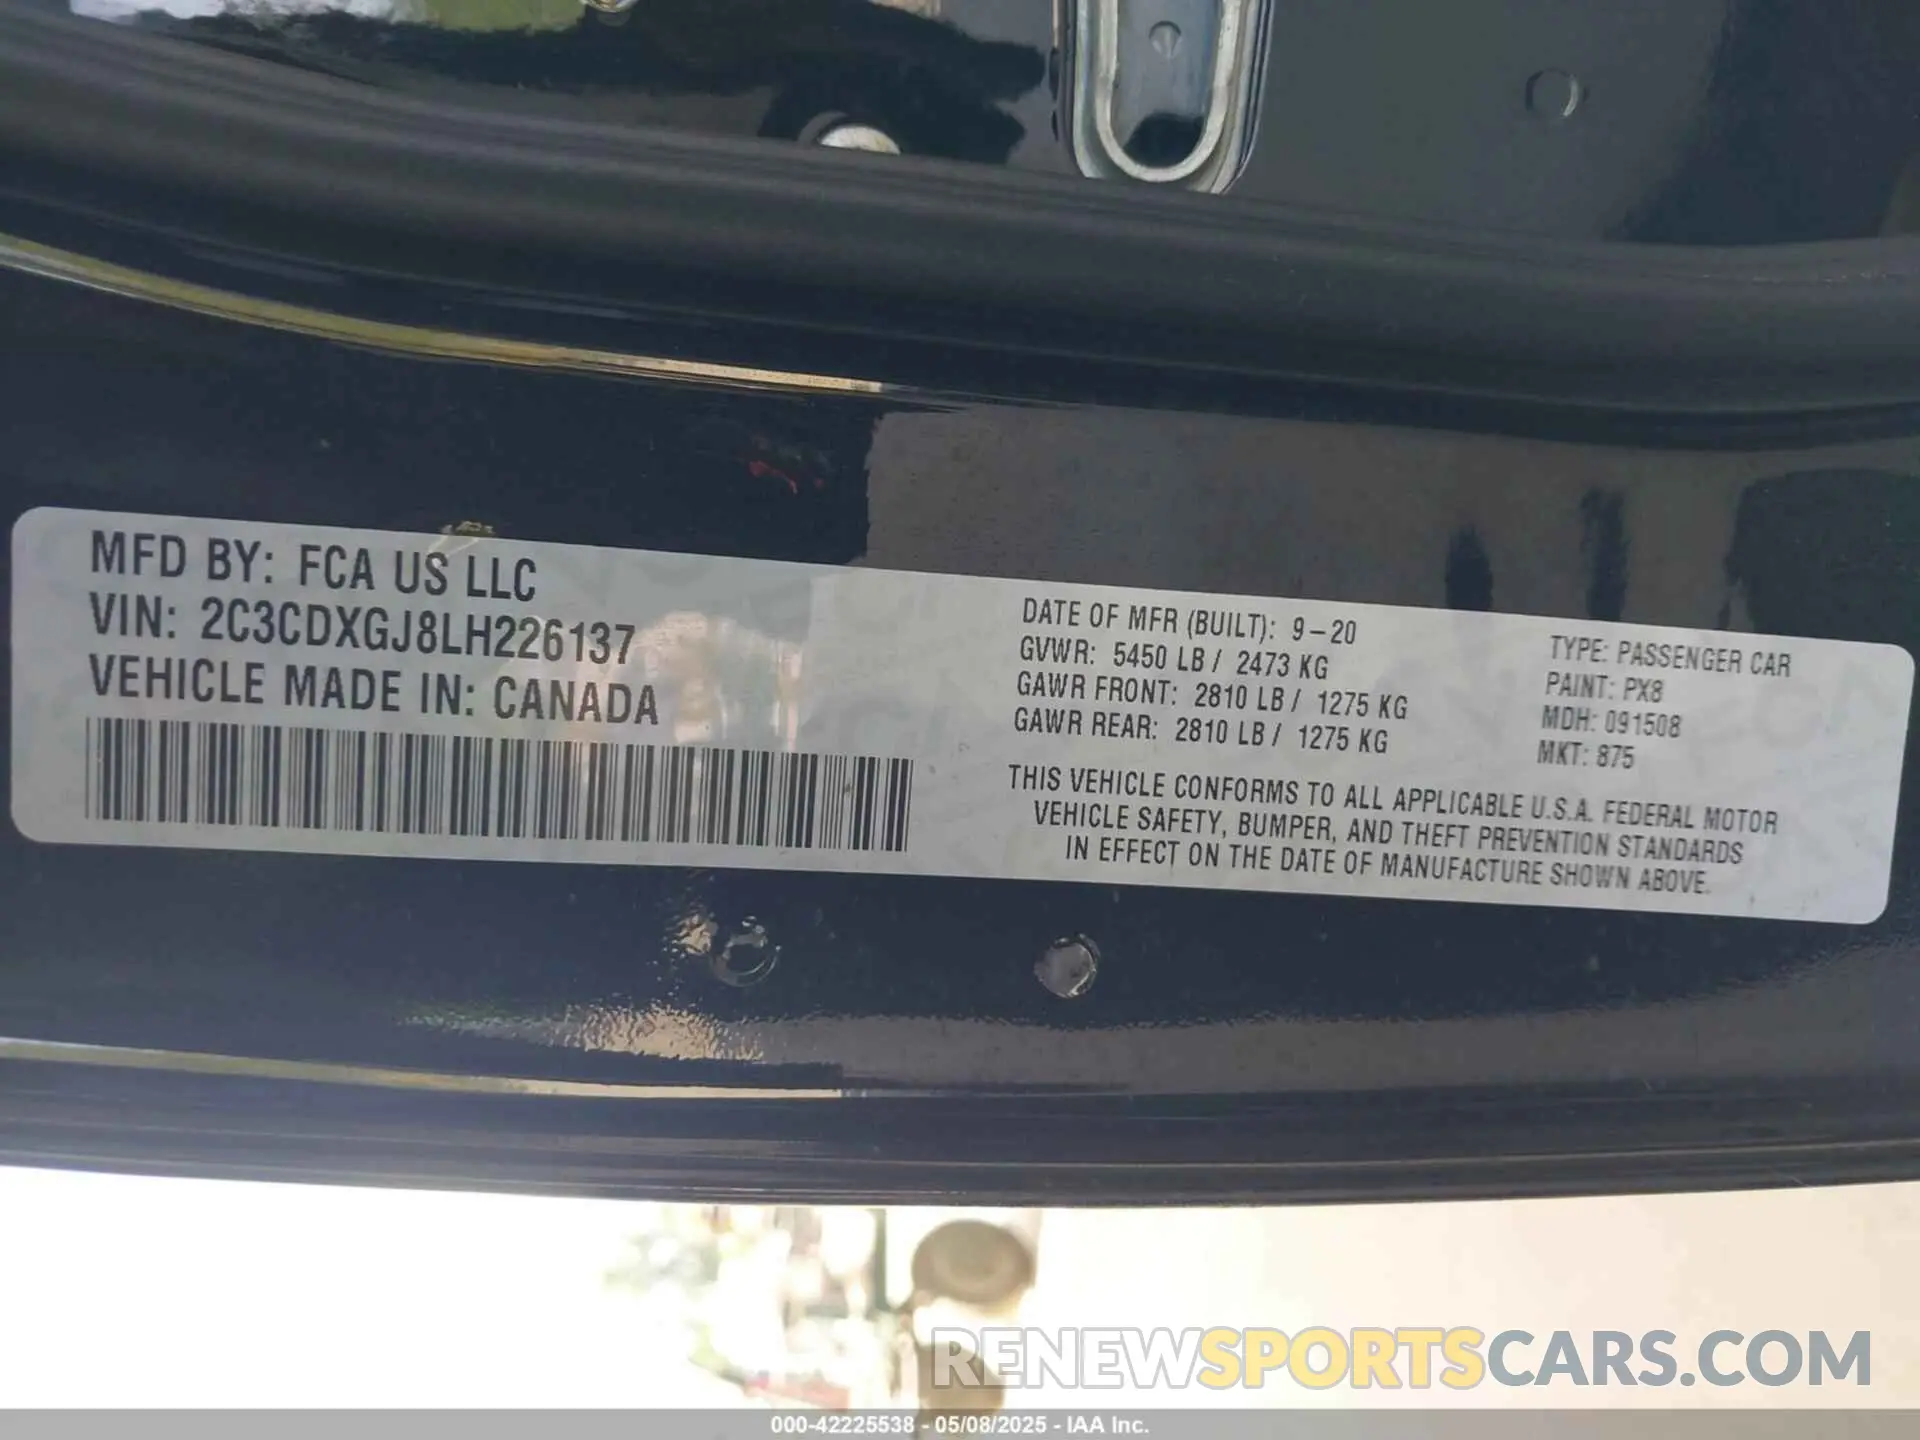 MFD BY: FCA US LLC
VIN: 2C3CDXGJ8LH226137
VEHICLE MADE IN: CANADA
DATE OF MFR (BUILT): 9-20
GVWR: 5450 LB / 2473 KG
GAWR FRONT: 2810 LB / 1275 KG
GAWR REAR: 2810 LB / 1275 KG
TYPE: PASSENGER CAR
PAINT: PX8
MDH: 091508
MKT: 875
THIS VEHICLE CONFORMS TO ALL APPLICABLE U.S.A. FEDERAL MOTOR
VEHICLE SAFETY, BUMPER, AND THEFT PREVENTION STANDARDS
IN EFFECT ON THE DATE OF MANUFACTURE SHOWN ABOVE.
RENEWSPORTSCARS.COM
000-42225538 - 05/08/2025 - IAA Inc.